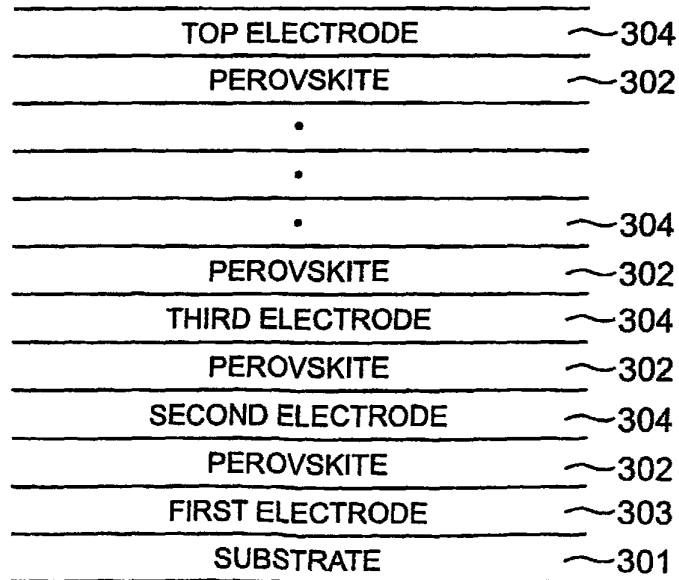 TOP ELECTRODE 304
PEROVSKITE 302
•
•
• 304
PEROVSKITE 302
THIRD ELECTRODE 304
PEROVSKITE 302
SECOND ELECTRODE 304
PEROVSKITE 302
FIRST ELECTRODE 303
SUBSTRATE 301